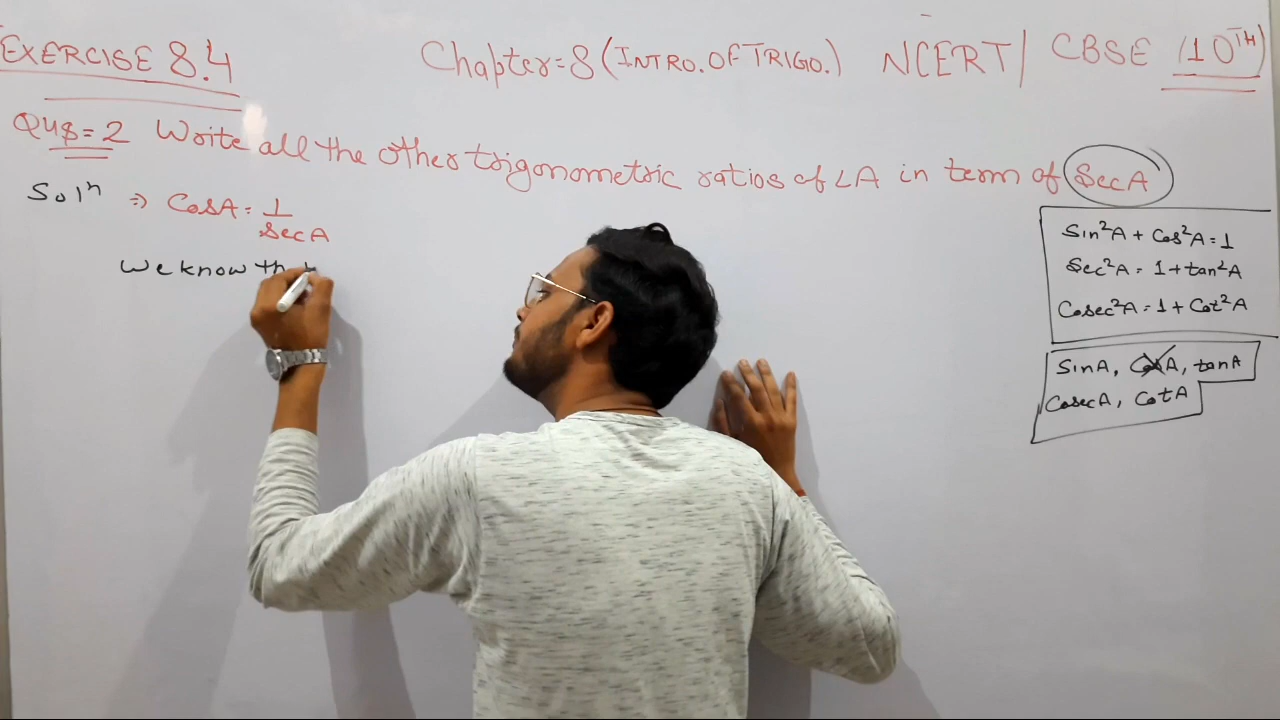 EXERCISE 8.4
Chapter=8 (INTRO. OF TRIGO.) NCERT/ CBSE (10TH)
QUS=2 Write all the other trigonometric ratios of ∠A in term of SecA
Solⁿ ⇒ CosA = 1/SecA
We know that
Sin²A + Cos²A = 1
Sec²A = 1 + tan²A
Cosec²A = 1 + Cot²A
SinA, CosA, tanA
CosecA, CotA